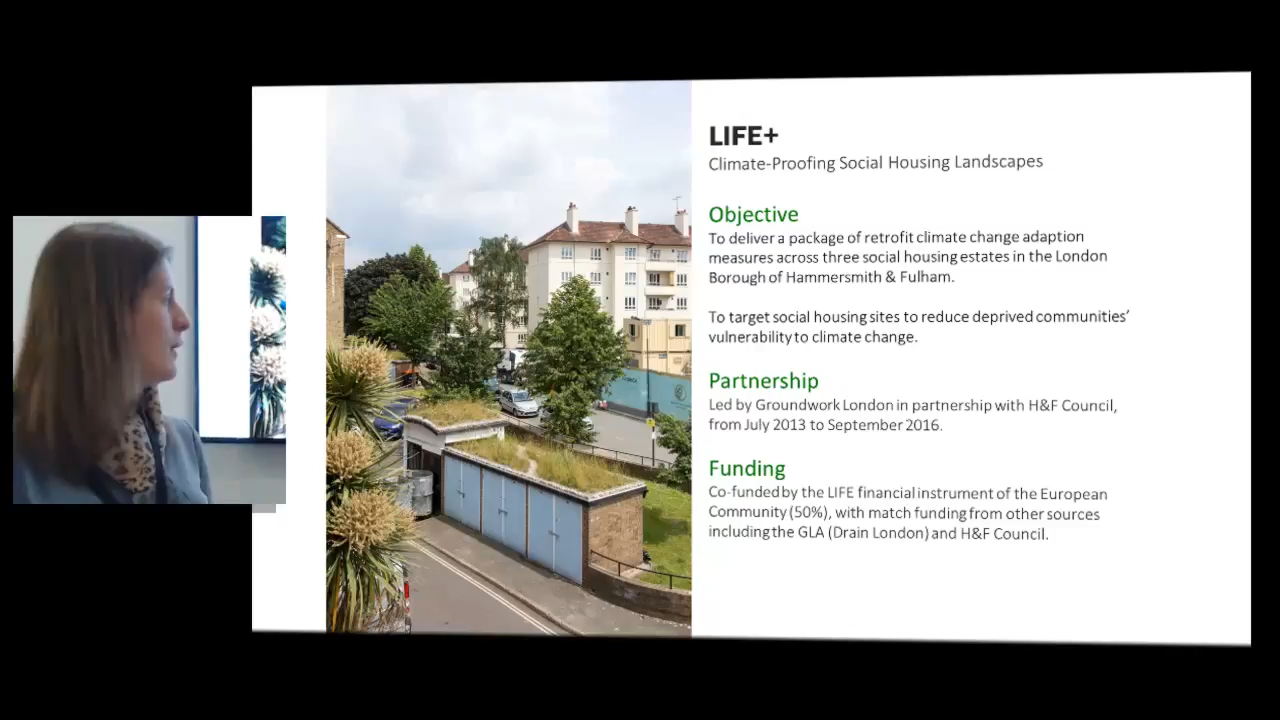 LIFE+
Climate-Proofing Social Housing Landscapes
Objective
To deliver a package of retrofit climate change adaption
measures across three social housing estates in the London
Borough of Hammersmith & Fulham.
To target social housing sites to reduce deprived communities’
vulnerability to climate change.
Partnership
Led by Groundwork London in partnership with H&F Council,
from July 2013 to September 2016.
Funding
Co-funded by the LIFE financial instrument of the European
Community (50%), with match funding from other sources
including the GLA (Drain London) and H&F Council.